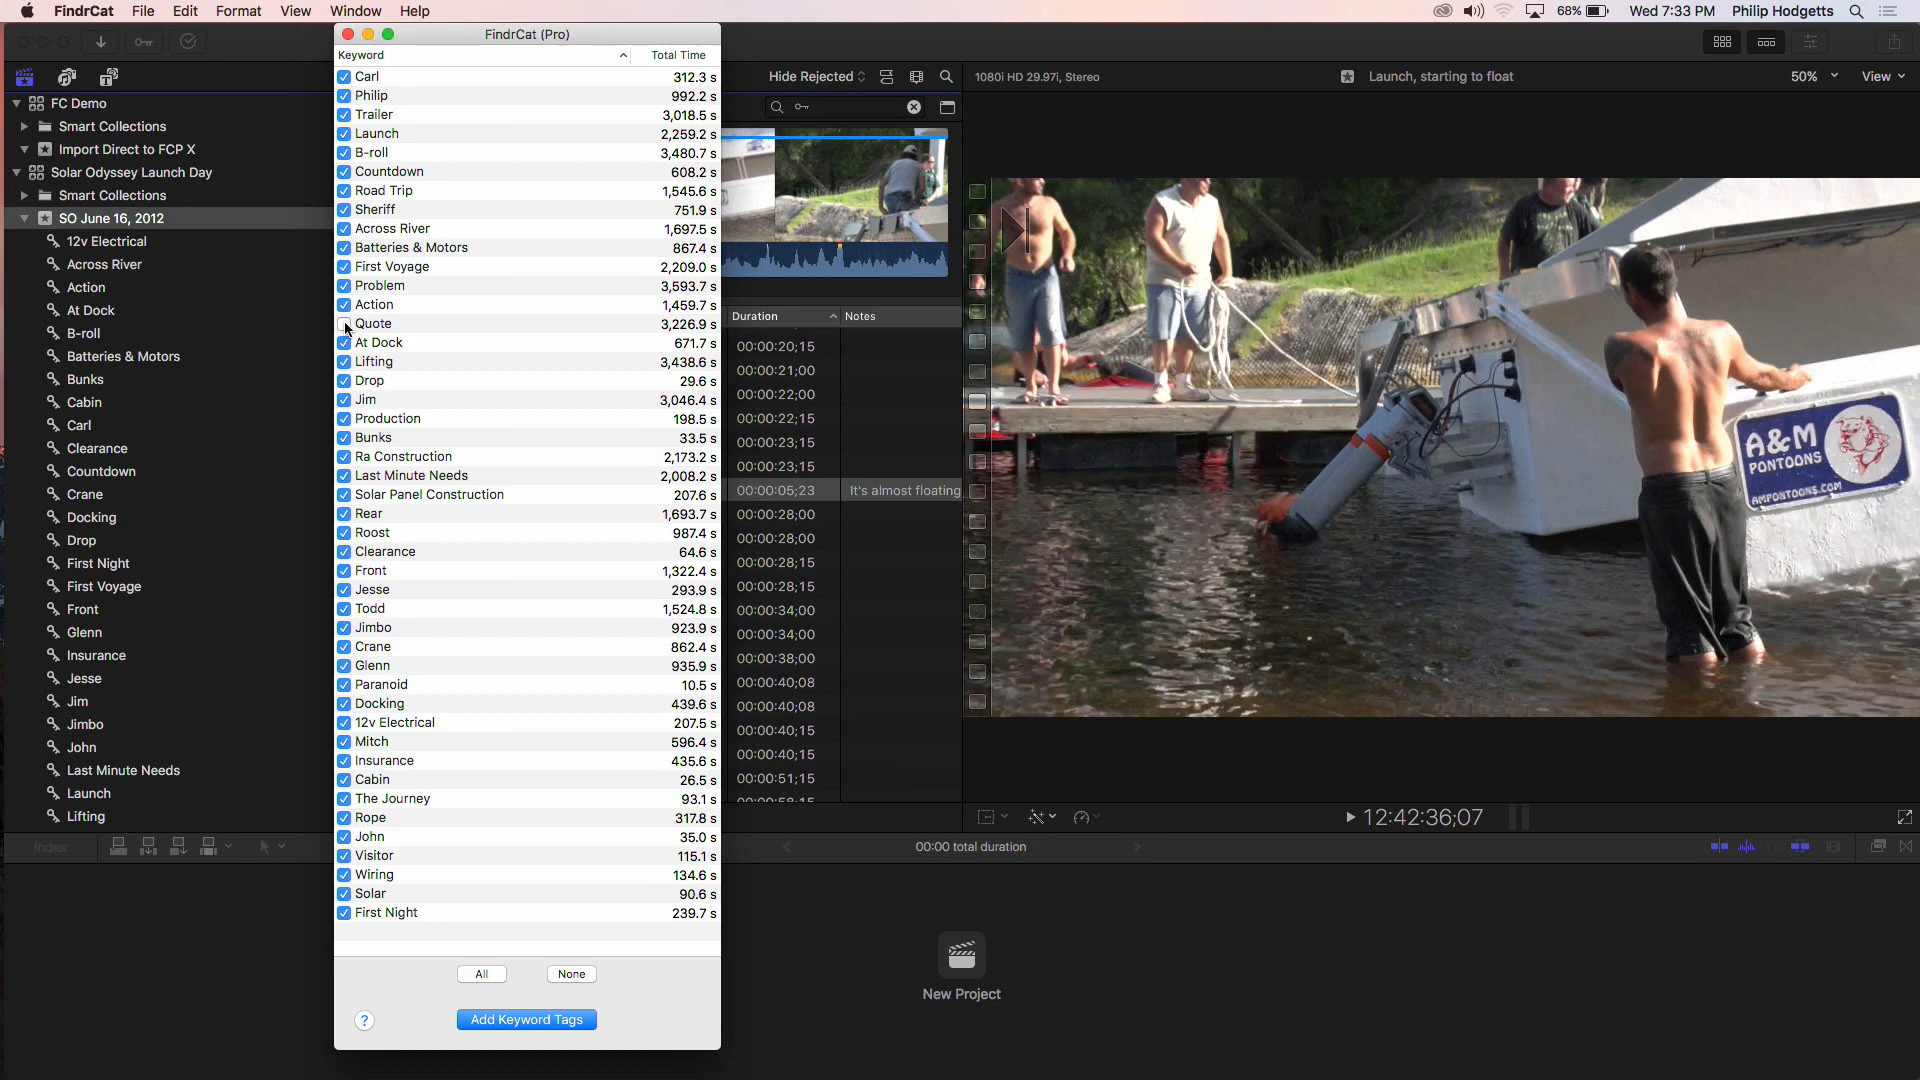 FindrCat File Edit Format View Window Help
68% Wed 7:33 PM Philip Hodgetts
FindrCat (Pro)
Keyword Total Time
Carl 312.3 s
Philip 992.2 s
Trailer 3,018.5 s
Launch 2,259.2 s
B-roll 3,480.7 s
Countdown 608.2 s
Road Trip 1,545.6 s
Sheriff 751.9 s
Across River 1,697.5 s
Batteries & Motors 867.4 s
First Voyage 2,209.0 s
Problem 3,593.7 s
Action 1,459.7 s
Quote 3,226.9 s
At Dock 671.7 s
Lifting 3,438.6 s
Drop 29.6 s
Jim 3,046.4 s
Production 198.5 s
Bunks 33.5 s
Ra Construction 2,173.2 s
Last Minute Needs 2,008.2 s
Solar Panel Construction 207.6 s
Rear 1,693.7 s
Roost 987.4 s
Clearance 64.6 s
Front 1,322.4 s
Jesse 293.9 s
Todd 1,524.8 s
Jimbo 923.9 s
Crane 862.4 s
Glenn 935.9 s
Paranoid 10.5 s
Docking 439.6 s
12v Electrical 207.5 s
Mitch 596.4 s
Insurance 435.6 s
Cabin 26.5 s
The Journey 93.1 s
Rope 317.8 s
John 35.0 s
Visitor 115.1 s
Wiring 134.6 s
Solar 90.6 s
First Night 239.7 s
All None
? Add Keyword Tags
FC Demo
Smart Collections
Import Direct to FCP X
Solar Odyssey Launch Day
Smart Collections
SO June 16, 2012
12v Electrical
Across River
Action
At Dock
B-roll
Batteries & Motors
Bunks
Cabin
Carl
Clearance
Countdown
Crane
Docking
Drop
First Night
First Voyage
Front
Glenn
Insurance
Jesse
Jim
Jimbo
John
Last Minute Needs
Launch
Lifting
Index
Hide Rejected
Duration Notes
00:00:20;15
00:00:21;00
00:00:22;00
00:00:22;15
00:00:23;15
00:00:23;15
00:00:05;23 It's almost floating
00:00:28;00
00:00:28;00
00:00:28;15
00:00:28;15
00:00:34;00
00:00:34;00
00:00:38;00
00:00:40;08
00:00:40;08
00:00:40;15
00:00:40;15
00:00:51;15
00:00:58;15
1080i HD 29.97i, Stereo Launch, starting to float 50% View
A&M
PONTOONS
AMPONTOONS.COM
12:42:36;07
00:00 total duration
New Project